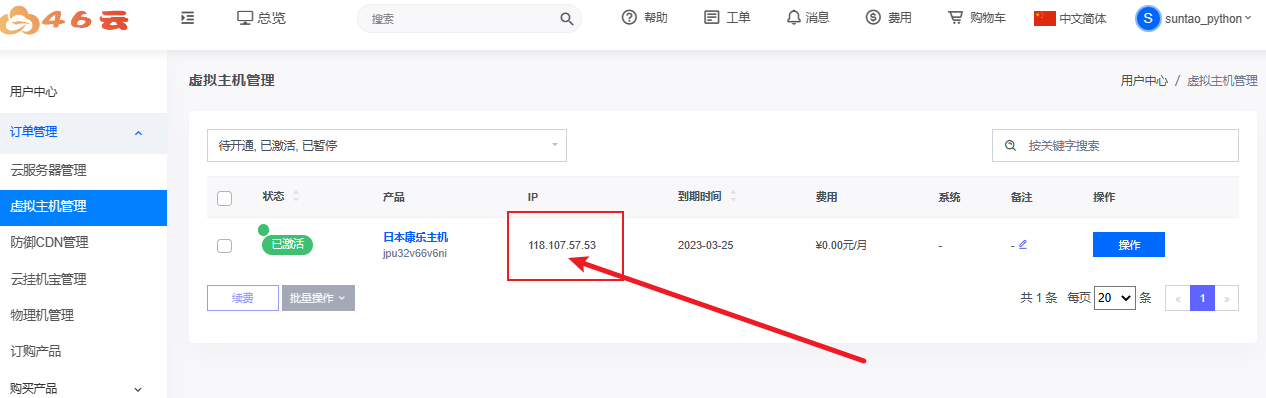 46云
总览
搜索
帮助
工单
消息
费用
购物车
中文简体
S
suntao_python
用户中心
订单管理
云服务器管理
虚拟主机管理
防御CDN管理
云挂机宝管理
物理机管理
订购产品
购买产品
虚拟主机管理
用户中心 / 虚拟主机管理
待开通, 已激活, 已暂停
按关键字搜索
状态 产品 IP 到期时间 费用 系统 备注 操作
已激活 日本康乐主机 118.107.57.53 2023-03-25 ¥0.00元/月 - - 操作
jpu32v66v6ni
续费 批量操作
共 1 条 每页 20 条 « 1 »